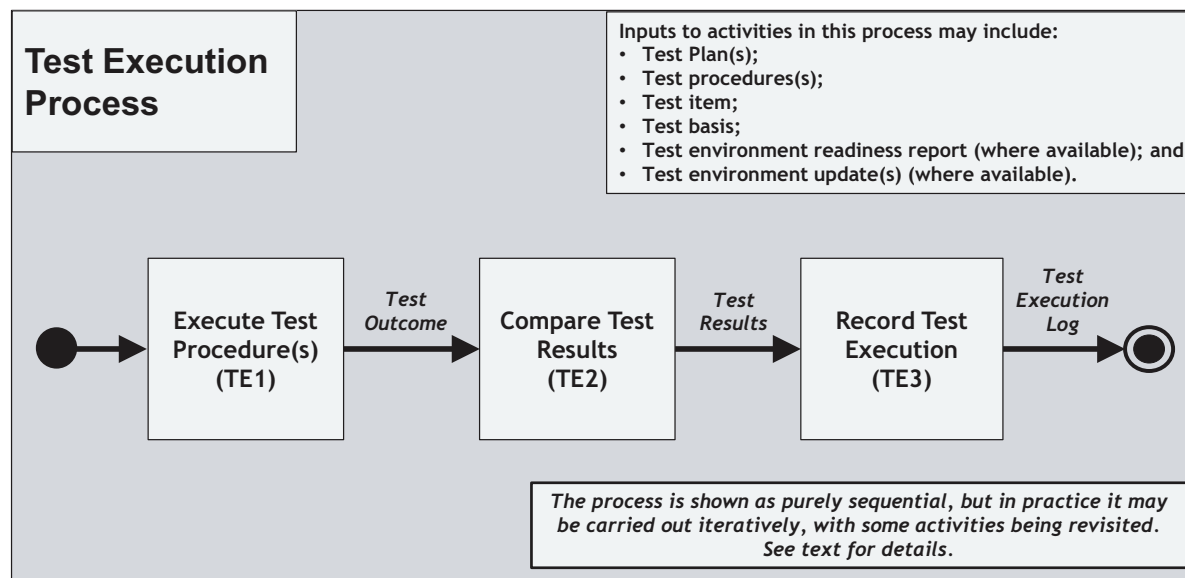 Test Execution
Process
Inputs to activities in this process may include:
• Test Plan(s);
• Test procedures(s);
• Test item;
• Test basis;
• Test environment readiness report (where available); and
• Test environment update(s) (where available).
Execute Test
Procedure(s)
(TE1)
Test
Outcome
Compare Test
Results
(TE2)
Test
Results
Record Test
Execution
(TE3)
Test
Execution
Log
The process is shown as purely sequential, but in practice it may
be carried out iteratively, with some activities being revisited.
See text for details.